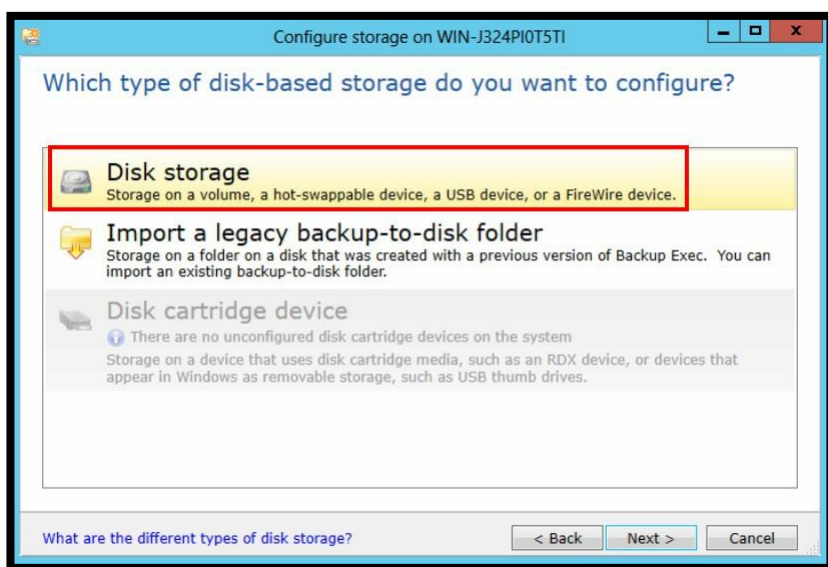 Configure storage on WIN-J324PI0T5TI
Which type of disk-based storage do you want to configure?
Disk storage
Storage on a volume, a hot-swappable device, a USB device, or a FireWire device.
Import a legacy backup-to-disk folder
Storage on a folder on a disk that was created with a previous version of Backup Exec. You can
import an existing backup-to-disk folder.
Disk cartridge device
There are no unconfigured disk cartridge devices on the system
Storage on a device that uses disk cartridge media, such as an RDX device, or devices that
appear in Windows as removable storage, such as USB thumb drives.
What are the different types of disk storage?
< Back
Next >
Cancel